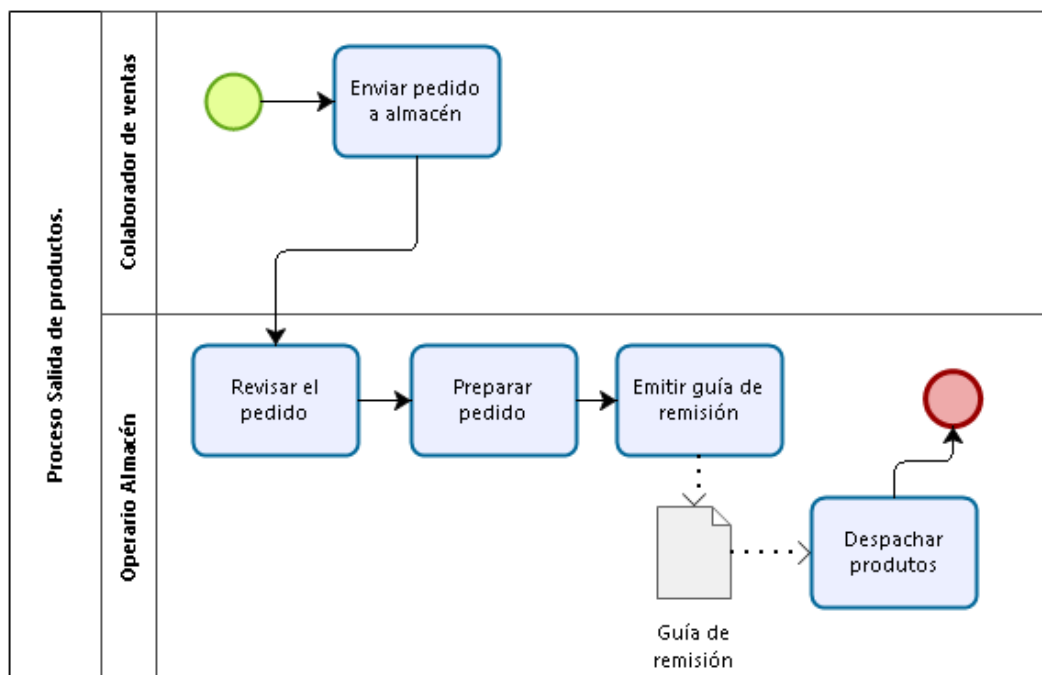 Proceso Salida de productos.
Colaborador de ventas
Enviar pedido
a almacén
Operario Almacén
Revisar el
pedido
Preparar
pedido
Emitir guía de
remisión
Guía de
remisión
Despachar
produtos